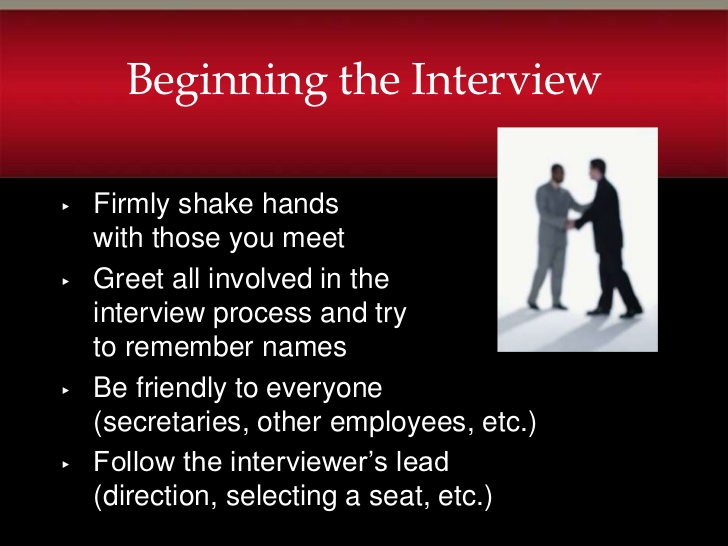 Beginning the Interview
Firmly shake hands
with those you meet
Greet all involved in the
interview process and try
to remember names
Be friendly to everyone
(secretaries, other employees, etc.)
Follow the interviewer’s lead
(direction, selecting a seat, etc.)